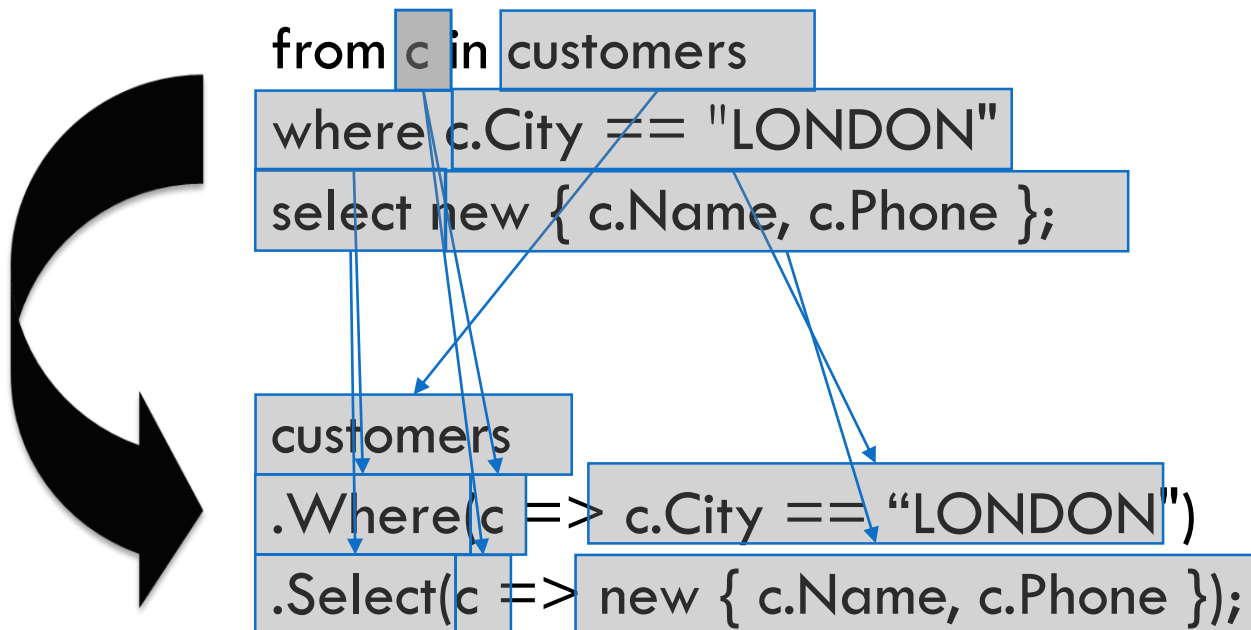 from c in customers
where c.City == "LONDON"
select new { c.Name, c.Phone };
customers
.Where(c => c.City == “LONDON")
.Select(c => new { c.Name, c.Phone });